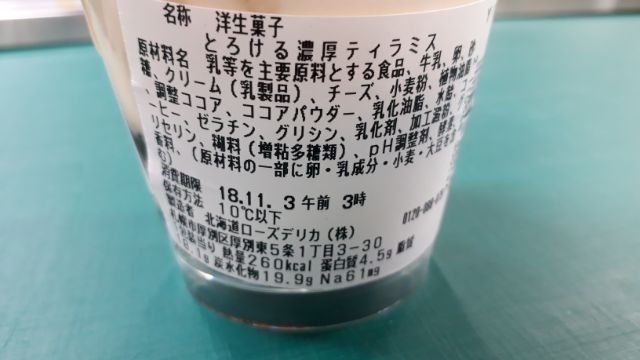 名称 洋生菓子
とろける濃厚ティラミス
原材料名 乳等を主要原料とする食品、牛乳、卵、砂
糖、クリーム(乳製品)、チーズ、小麦粉、植物油脂
、調整ココア、ココアパウダー、乳化油脂、水飴、
ーヒー、ゼラチン、グリシン、乳化剤、加工澱粉、
リセリン、糊料(増粘多糖類)、pH調整剤、酵素、
香料、(原材料の一部に卵・乳成分・小麦・大豆を含
む)
消費期限 18.11. 3 午前 3時
保存方法 10℃以下
製造者 北海道ローズデリカ(株)
札幌市厚別区厚別東5条1丁目3-30
当り 熱量260kcal 蛋白質4.5g 脂質
1g 炭水化物19.9g Na61mg